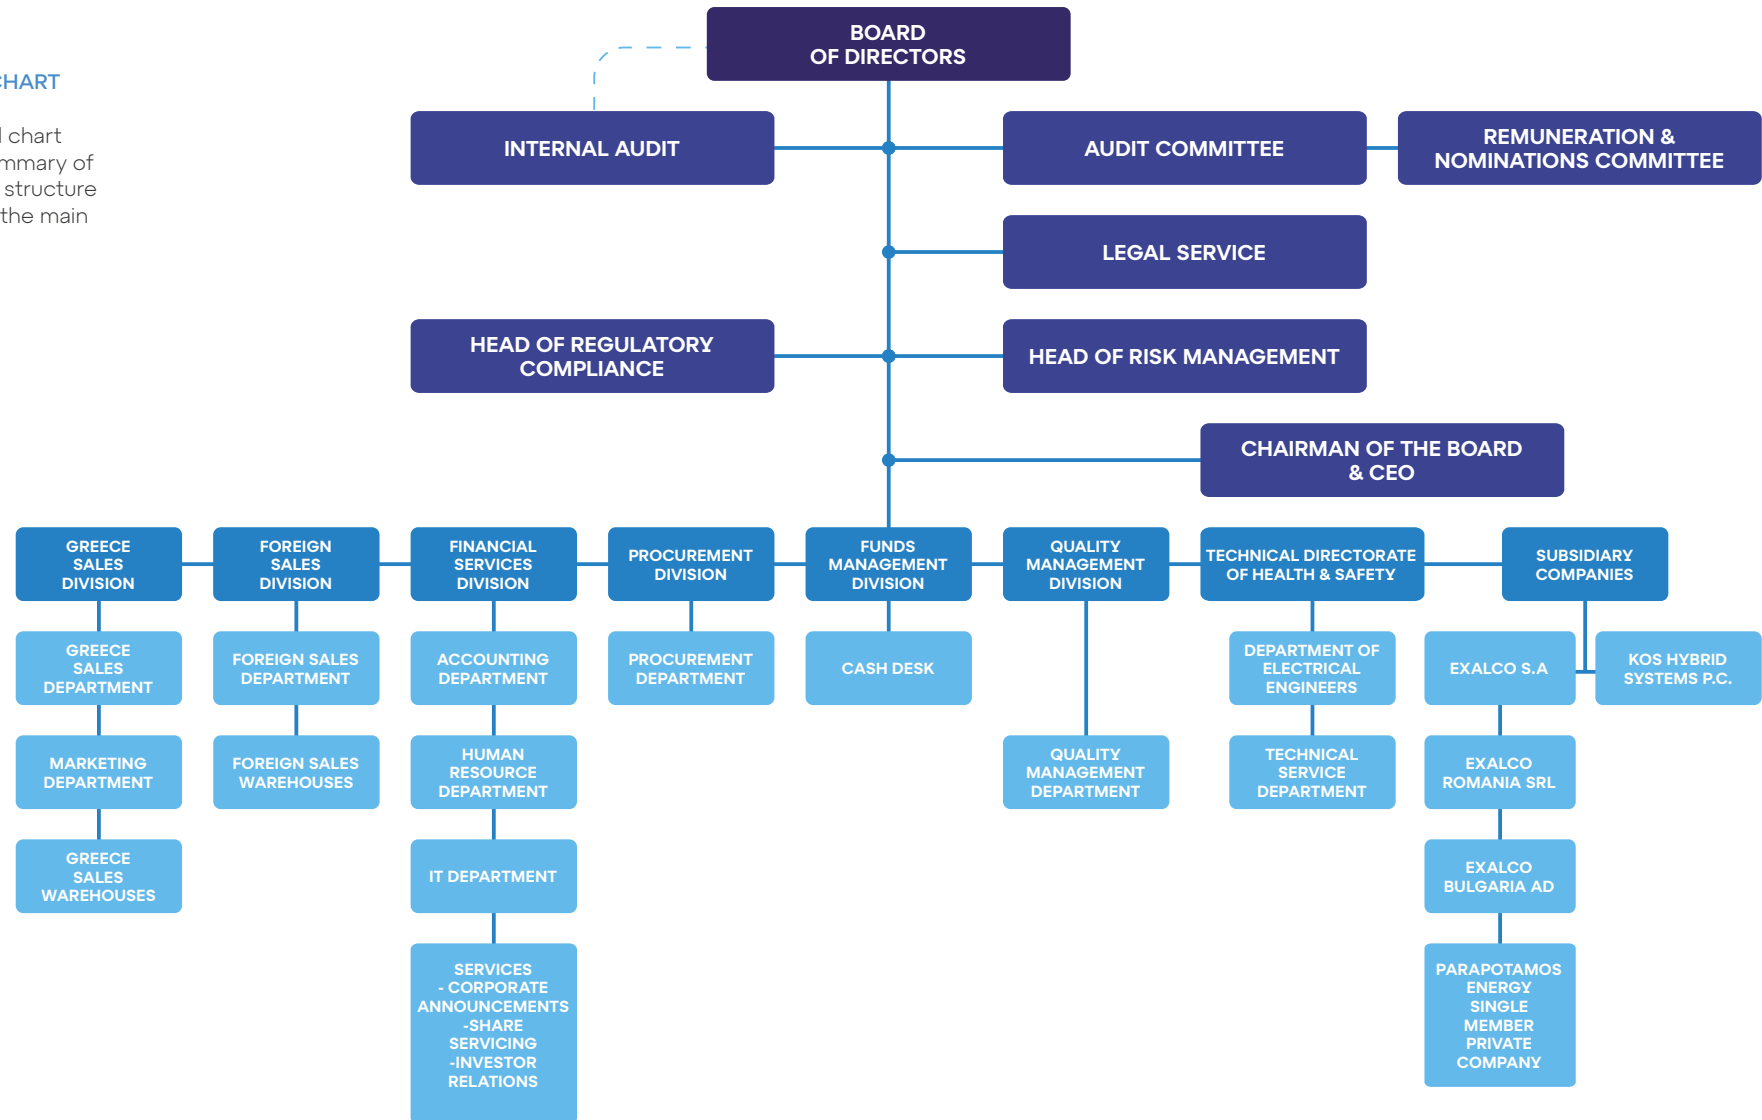 BOARD
OF DIRECTORS
CHART
l chart
mmary of
structure
the main
INTERNAL AUDIT
AUDIT COMMITTEE
REMUNERATION &
NOMINATIONS COMMITTEE
LEGAL SERVICE
HEAD OF REGULATORY
COMPLIANCE
HEAD OF RISK MANAGEMENT
CHAIRMAN OF THE BOARD
& CEO
GREECE
SALES
DIVISION
FOREIGN
SALES
DIVISION
FINANCIAL
SERVICES
DIVISION
PROCUREMENT
DIVISION
FUNDS
MANAGEMENT
DIVISION
QUALITY
MANAGEMENT
DIVISION
TECHNICAL DIRECTORATE
OF HEALTH & SAFETY
SUBSIDIARY
COMPANIES
GREECE
SALES
DEPARTMENT
FOREIGN SALES
DEPARTMENT
ACCOUNTING
DEPARTMENT
PROCUREMENT
DEPARTMENT
CASH DESK
DEPARTMENT OF
ELECTRICAL
ENGINEERS
EXALCO S.A
KOS HYBRID
SYSTEMS P.C.
MARKETING
DEPARTMENT
FOREIGN SALES
WAREHOUSES
HUMAN
RESOURCE
DEPARTMENT
QUALITY
MANAGEMENT
DEPARTMENT
TECHNICAL
SERVICE
DEPARTMENT
EXALCO
ROMANIA SRL
GREECE
SALES
WAREHOUSES
IT DEPARTMENT
EXALCO
BULGARIA AD
SERVICES
- CORPORATE
ANNOUNCEMENTS
-SHARE
SERVICING
-INVESTOR
RELATIONS
PARAPOTAMOS
ENERGY
SINGLE
MEMBER
PRIVATE
COMPANY